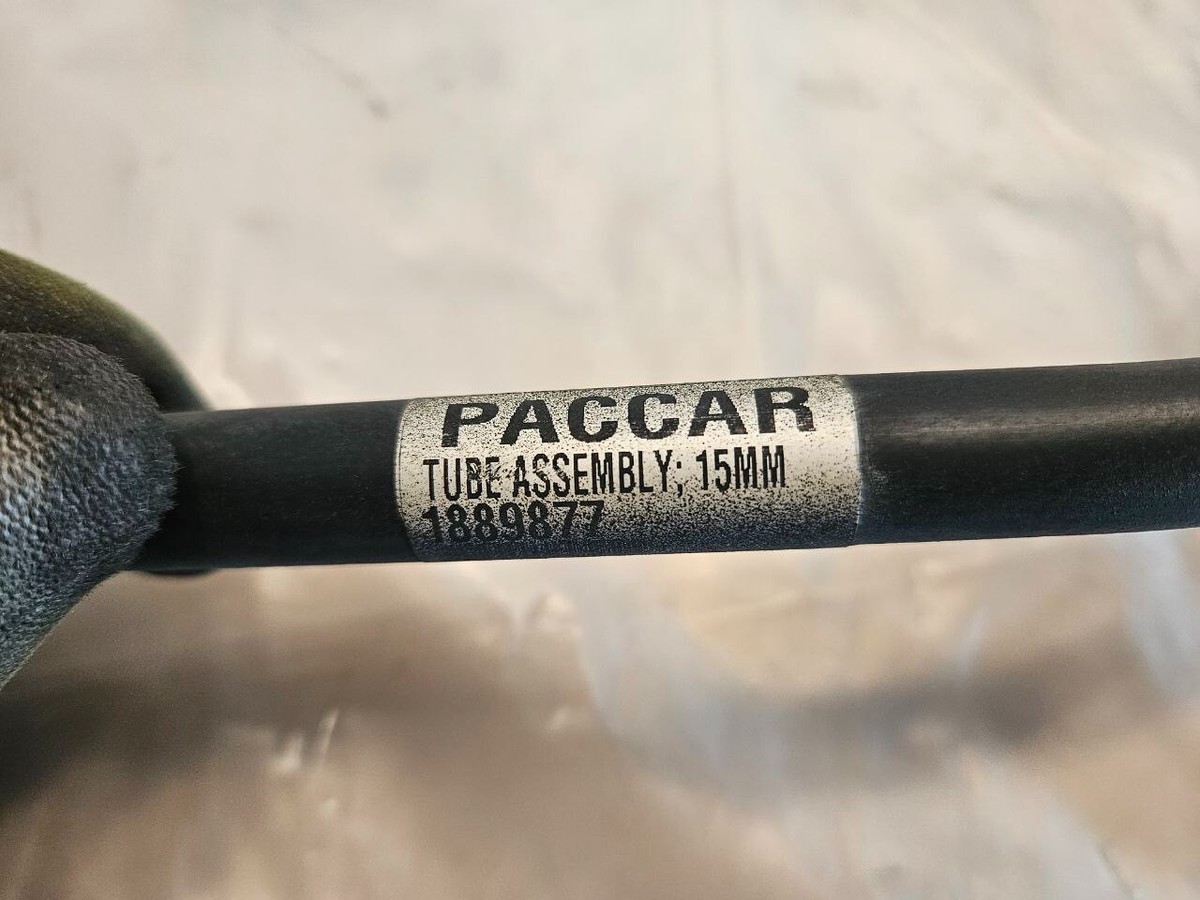 PACCAR
TUBE ASSEMBLY; 15MM
1889877